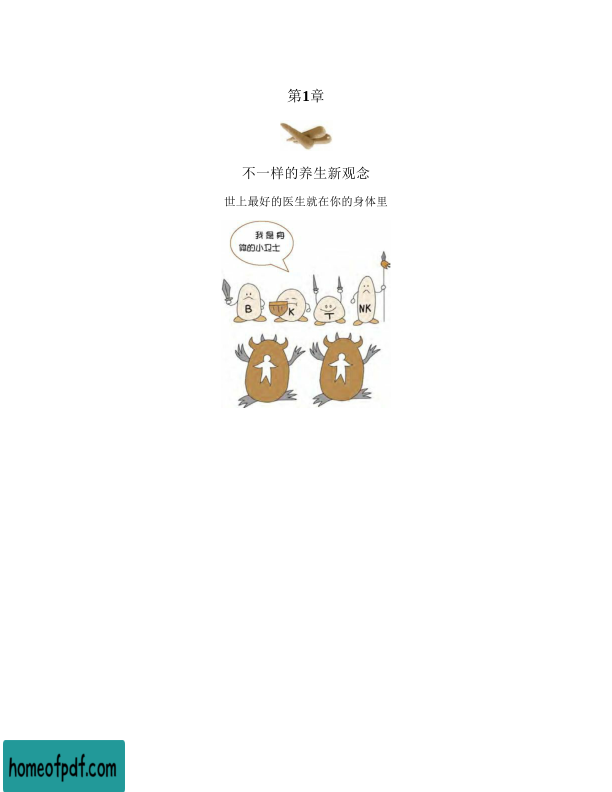 第1章
不一样的养生新观念
世上最好的医生就在你的身体里
我是身
体的小卫士
B
K
T
NK
homeofpdf.com